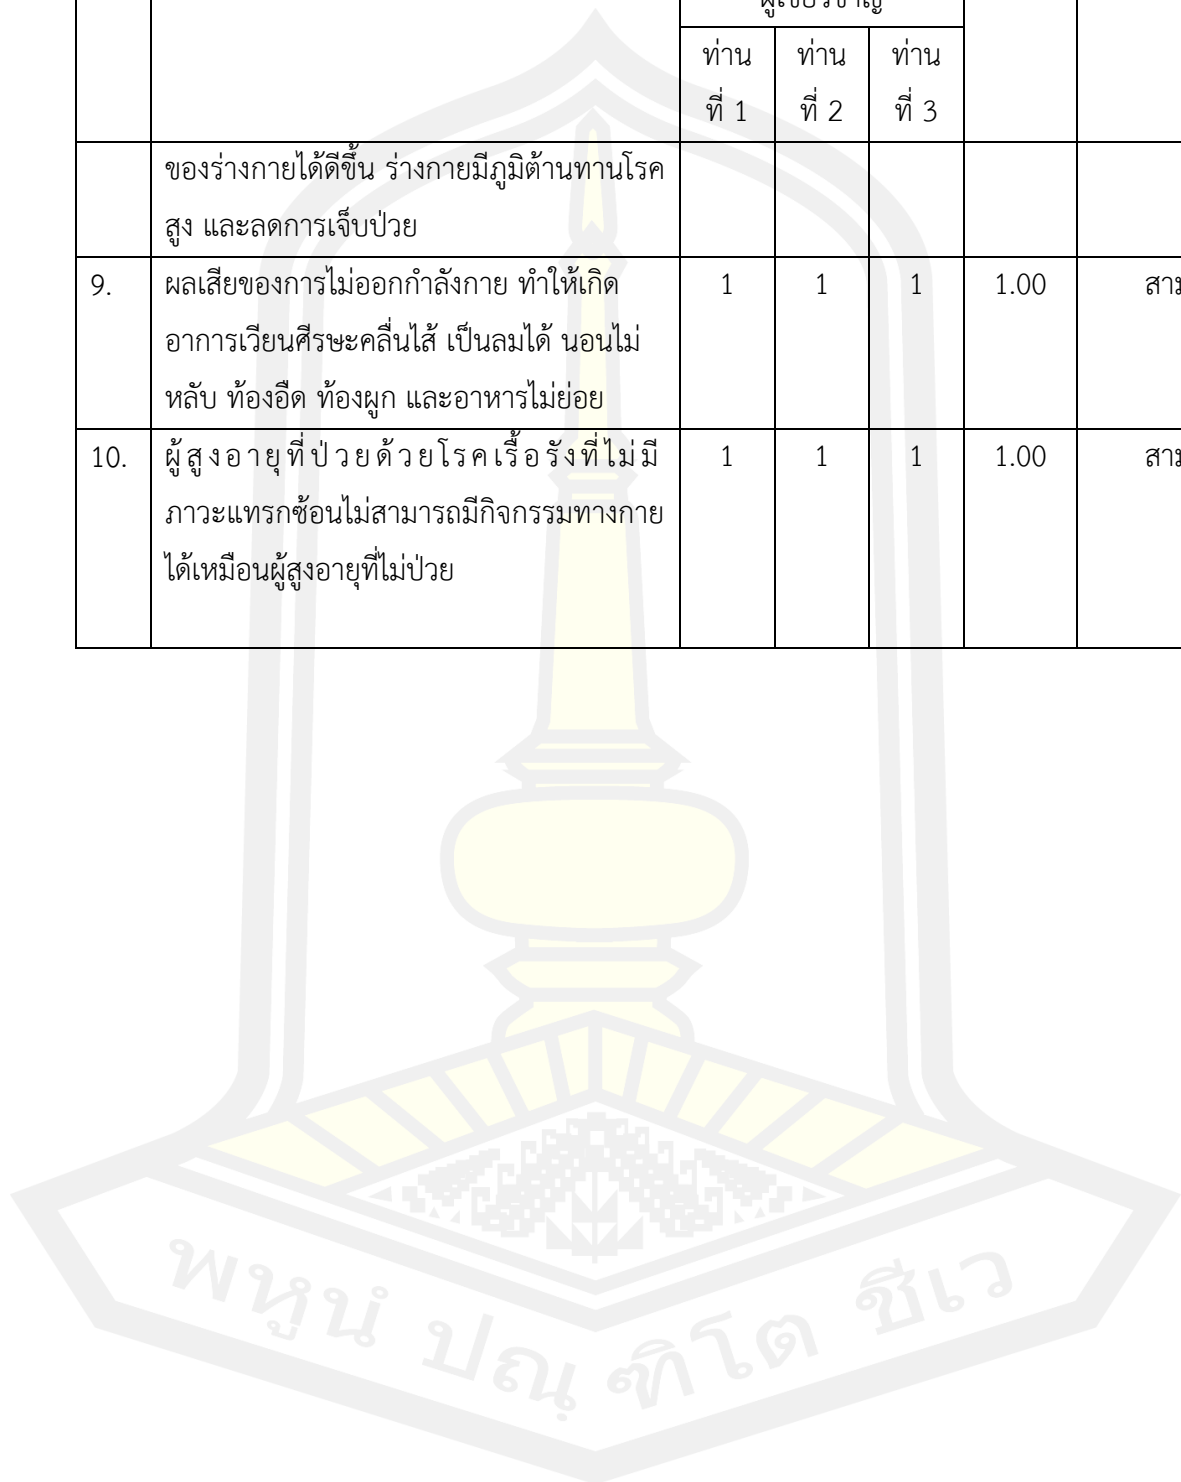 ผู้เชี่ยวชาญ
ท่าน ท่าน ท่าน
ที่ 1 ที่ 2 ที่ 3
ของร่างกายได้ดีขึ้น ร่างกายมีภูมิต้านทานโรค
สูง และลดการเจ็บป่วย
9. ผลเสียของการไม่ออกกำลังกาย ทำให้เกิด 1 1 1 1.00
อาการเวียนศีรษะคลื่นไส้ เป็นลมได้ นอนไม่
หลับ ท้องอืด ท้องผูก และอาหารไม่ย่อย
10. ผู้สูงอายุที่ป่วยด้วยโรคเรื้อรังที่ไม่มี 1 1 1 1.00
ภาวะแทรกซ้อนไม่สามารถมีกิจกรรมทางกาย
ได้เหมือนผู้สูงอายุที่ไม่ป่วย
พหูนํ ปณฺฑิโต ชีเว